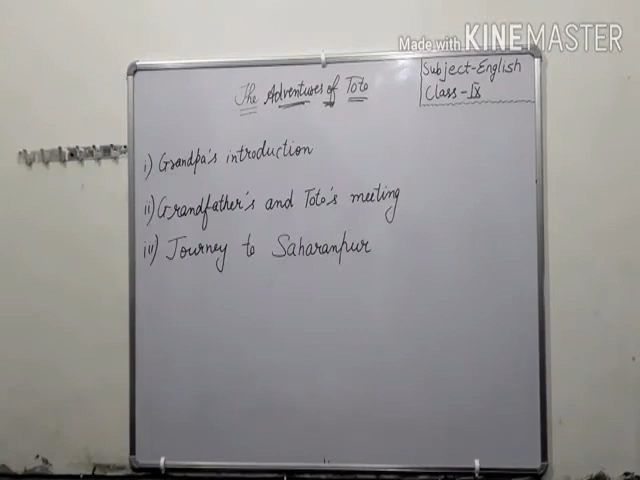 Made with KINEMASTER
Subject-English
Class-IX
The Adventures of Toto
i) Grandpa's introduction
ii) Grandfather's and Toto's meeting
iii) Journey to Saharanpur